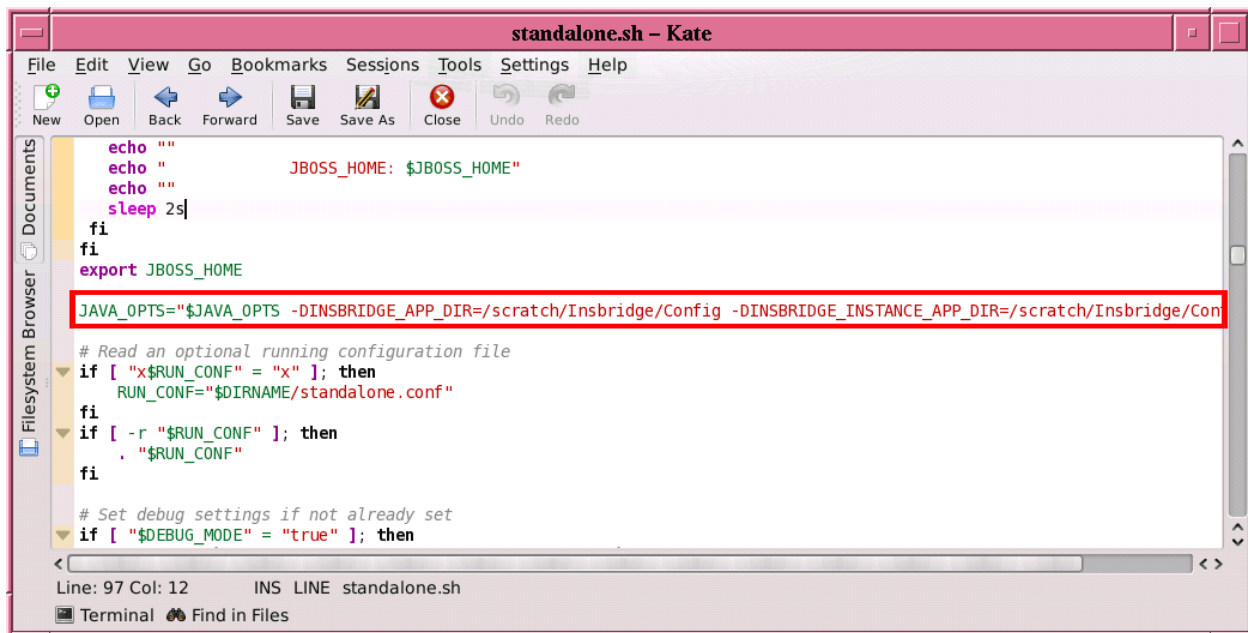 standalone.sh – Kate
File Edit View Go Bookmarks Sessions Tools Settings Help
New Open Back Forward Save Save As Close Undo Redo
Documents
Filesystem Browser
echo ""
echo "             JBOSS_HOME: $JBOSS_HOME"
echo ""
sleep 2s
fi
fi
export JBOSS_HOME
JAVA_OPTS="$JAVA_OPTS -DINSBRIDGE_APP_DIR=/scratch/Insbridge/Config -DINSBRIDGE_INSTANCE_APP_DIR=/scratch/Insbridge/Con
# Read an optional running configuration file
if [ "x$RUN_CONF" = "x" ]; then
RUN_CONF="$DIRNAME/standalone.conf"
fi
if [ -r "$RUN_CONF" ]; then
. "$RUN_CONF"
fi
# Set debug settings if not already set
if [ "$DEBUG_MODE" = "true" ]; then
Line: 97 Col: 12 INS LINE standalone.sh
Terminal Find in Files